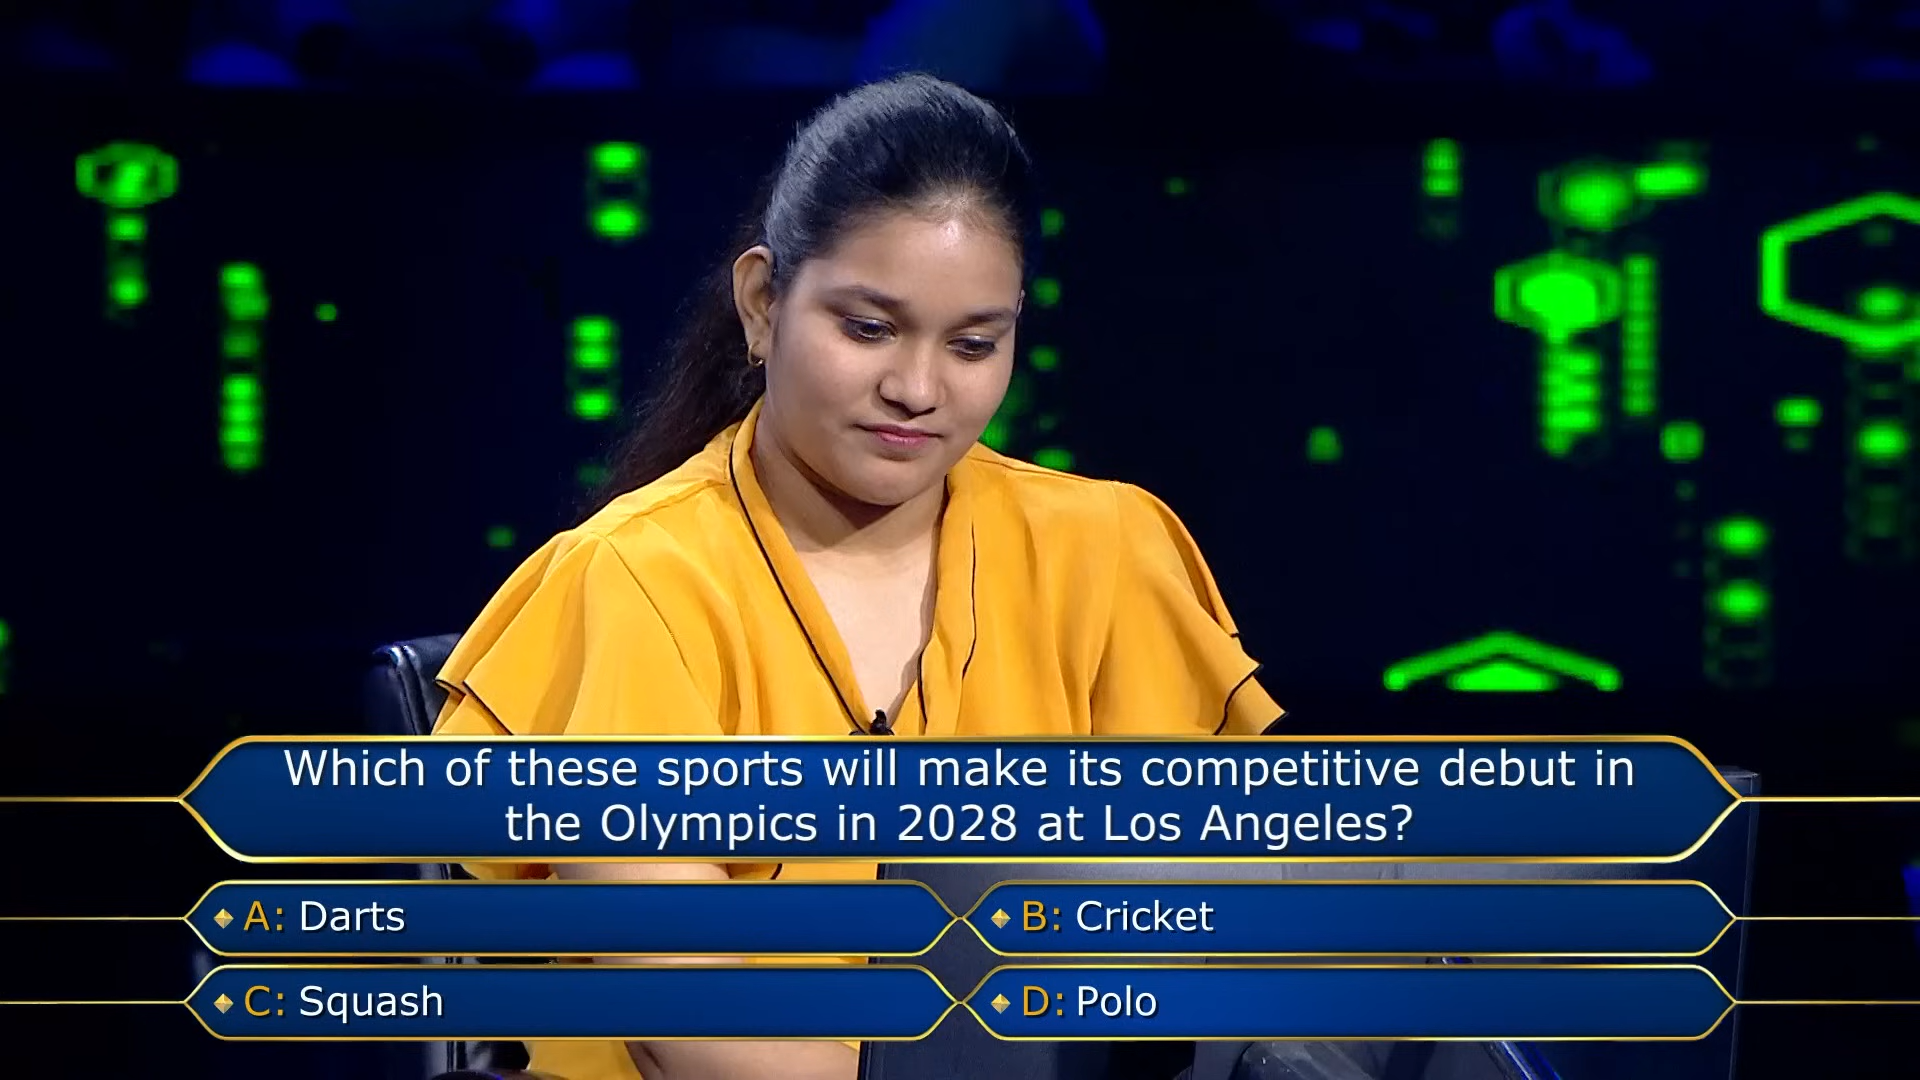 Which of these sports will make its competitive debut in
the Olympics in 2028 at Los Angeles?
A: Darts
B: Cricket
C: Squash
D: Polo